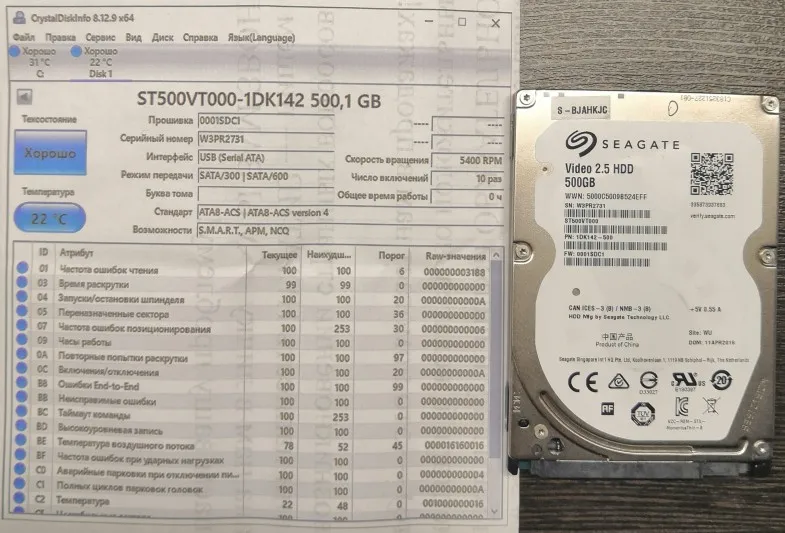 CrystalDiskInfo 8.12.9 x64
Файл Правка Сервис Вид Диск Справка Язык(Language)
Хорошо Хорошо
31 °C 22 °C
C: Disk 1
ST500VT000-1DK142 500,1 GB
Техсостояние
Хорошо
Температура
22 °C
Прошивка 0001SDC1 ---- ----
Серийный номер W3PR2731 ---- ----
Интерфейс USB (Serial ATA) Скорость вращения 5400 RPM
Режим передачи SATA/300 | SATA/600 Число включений 10 раз
Буква тома Общее время работы 0 ч
Стандарт ATA8-ACS | ATA8-ACS version 4
Возможности S.M.A.R.T., APM, NCQ
ID Атрибут Текущее Наихудш... Порог Raw-значения
01 Частота ошибок чтения 100 100 6 0000000031B8
03 Время раскрутки 99 99 0 000000000000
04 Запуски/остановки шпинделя 100 100 20 00000000000A
05 Переназначенные сектора 100 100 36 000000000000
07 Частота ошибок позиционирования 100 253 30 000000000006
09 Часы работы 100 100 0 000000000000
0A Повторные попытки раскрутки 100 100 97 000000000000
0C Включения/отключения 100 100 20 00000000000A
B8 Ошибки End-to-End 100 100 99 000000000000
BB Неисправимые ошибки 100 100 0 000000000000
BC Таймаут команды 100 253 0 000000000000
BD Высокоуровневая запись 100 100 0 000000000000
BE Температура воздушного потока 78 52 45 000016160016
BF Частота ошибок при ударных нагрузках 100 100 0 000000000000
C0 Аварийные парковки при отключении пи... 100 100 0 000000000004
C1 Полных циклов парковок головок 100 100 0 00000000000A
C2 Температура 22 48 0 001000000016
S-BJAHKJC
SEAGATE
Video 2.5 HDD
500GB
WWN: 5000C50098524EFF
SN: W3PR2731
ST500VT000
PN: 1DK142-500
FW: 0001SDC1
verify.seagate.com
CAN ICES-3 (B) / NMB-3 (B)
HDD Mfg by Seagate Technology LLC.
5V 0.55 A
中国产品
Product of China
Site: WU
DOM: 11APR2016
CE
RF
TUV